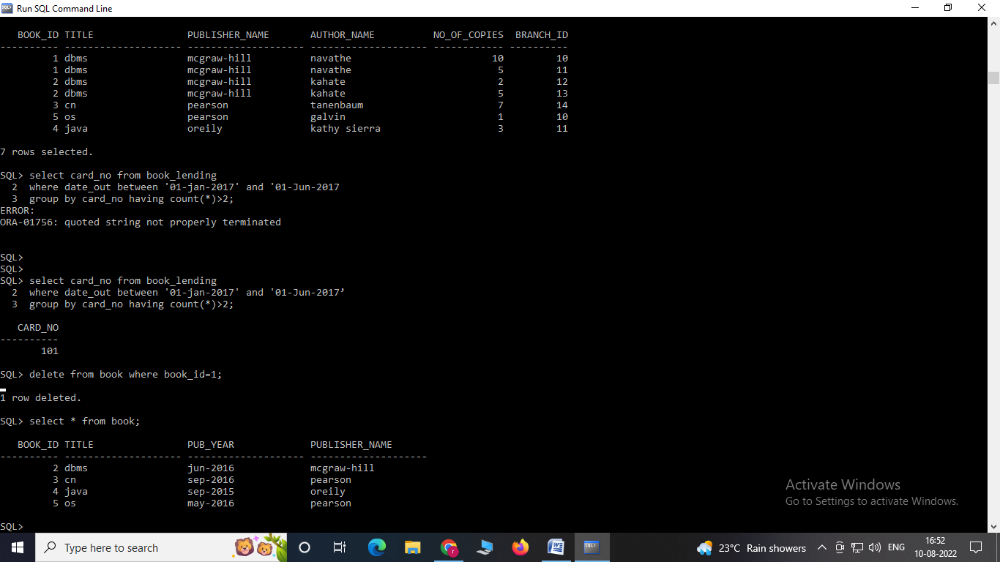 Run SQL Command Line
   BOOK_ID TITLE                PUBLISHER_NAME       AUTHOR_NAME          NO_OF_COPIES  BRANCH_ID
---------- -------------------- -------------------- -------------------- ------------ ----------
         1 dbms                 mcgraw-hill          navathe                        10         10
         1 dbms                 mcgraw-hill          navathe                         5         11
         2 dbms                 mcgraw-hill          kahate                          2         12
         2 dbms                 mcgraw-hill          kahate                          5         13
         3 cn                   pearson              tanenbaum                       7         14
         5 os                   pearson              galvin                          1         10
         4 java                 oreily               kathy sierra                    3         11
7 rows selected.
SQL> select card_no from book_lending
  2  where date_out between '01-jan-2017' and '01-Jun-2017
  3  group by card_no having count(*)>2;
ERROR:
ORA-01756: quoted string not properly terminated
SQL>
SQL>
SQL> select card_no from book_lending
  2  where date_out between '01-jan-2017' and '01-Jun-2017’
  3  group by card_no having count(*)>2;
   CARD_NO
----------
       101
SQL> delete from book where book_id=1;
1 row deleted.
SQL> select * from book;
   BOOK_ID TITLE                PUB_YEAR             PUBLISHER_NAME
---------- -------------------- -------------------- --------------------
         2 dbms                 jun-2016             mcgraw-hill
         3 cn                   sep-2016             pearson
         4 java                 sep-2015             oreily
         5 os                   may-2016             pearson
SQL>
Activate Windows
Go to Settings to activate Windows.
Type here to search
23°C Rain showers
ENG
16:52
10-08-2022